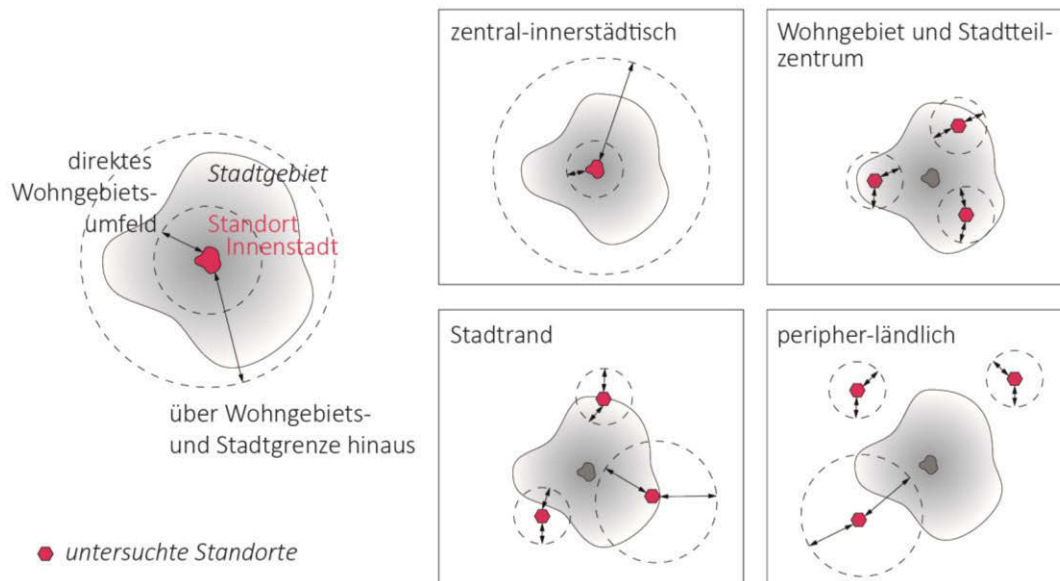 direktes
Wohngebiets-
umfeld
Stadtgebiet
Standort
Innenstadt
über Wohngebiets-
und Stadtgrenze hinaus
untersuchte Standorte
zentral-innerstädtisch
Wohngebiet und Stadtteil-
zentrum
Stadtrand
peripher-ländlich